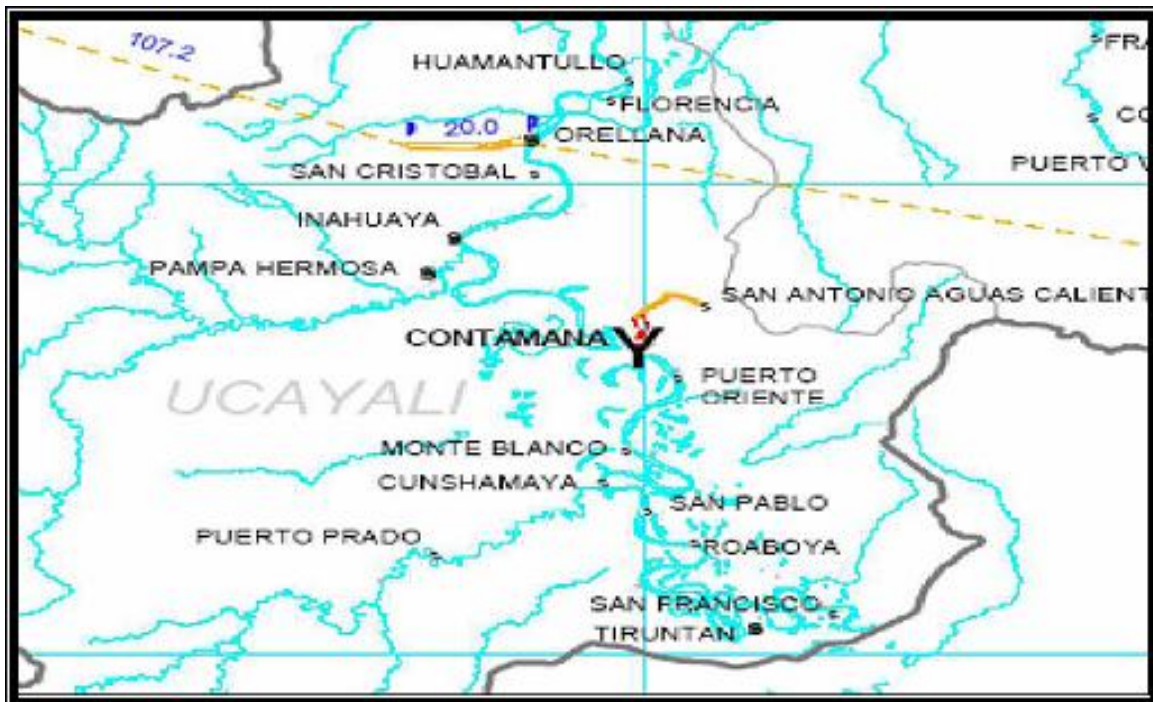 107.2
HUAMANTULLO
FLORENCIA
20.0
ORELLANA
SAN CRISTOBAL
PUERTO
INAHUAYA
PAMPA HERMOSA
SAN ANTONIO AGUAS CALIENT
CONTAMANA
UCAYALI
PUERTO
ORIENTE
MONTE BLANCO
CUNSHAMAYA
SAN PABLO
PUERTO PRADO
ROABOYA
SAN FRANCISCO
TIRUNTAN